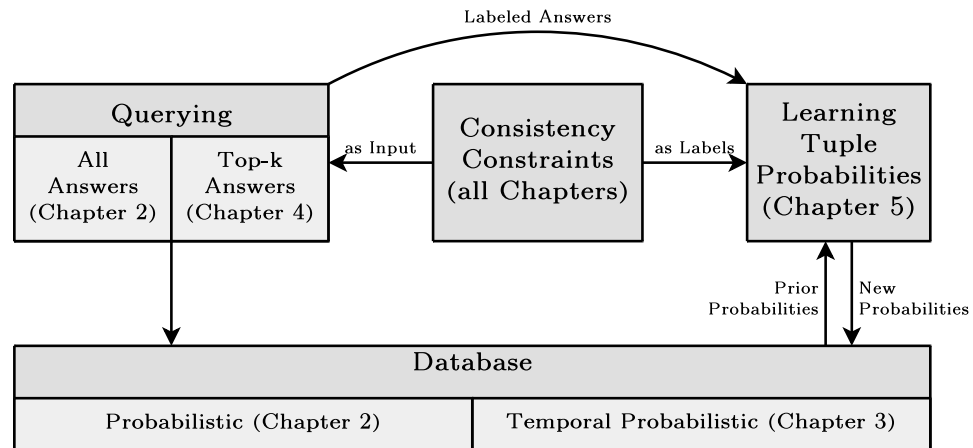 Labeled Answers
Querying
All
Answers
(Chapter 2)
Top-k
Answers
(Chapter 4)
as Input
Consistency
Constraints
(all Chapters)
as Labels
Learning
Tuple
Probabilities
(Chapter 5)
Prior
Probabilities
New
Probabilities
Database
Probabilistic (Chapter 2)
Temporal Probabilistic (Chapter 3)